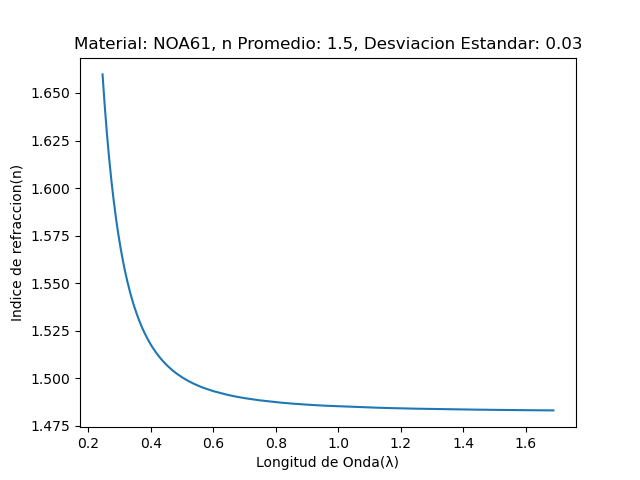 Material: NOA61, n Promedio: 1.5, Desviacion Estandar: 0.03
1.650
1.625
1.600
1.575
1.550
1.525
1.500
1.475
Indice de refraccion(n)
0.2 0.4 0.6 0.8 1.0 1.2 1.4 1.6
Longitud de Onda(λ)